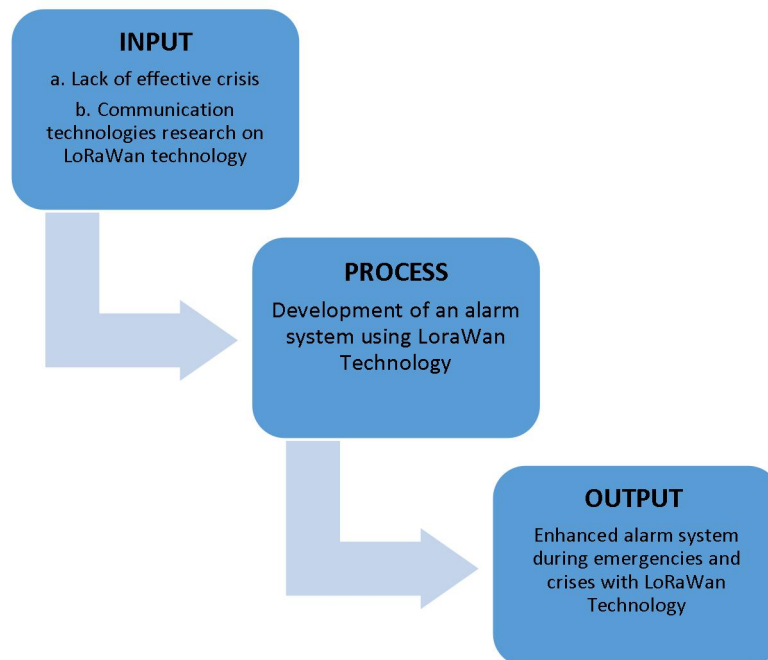 INPUT
a. Lack of effective crisis
b. Communication
technologies research on
LoRaWan technology
PROCESS
Development of an alarm
system using LoraWan
Technology
OUTPUT
Enhanced alarm system
during emergencies and
crises with LoRaWan
Technology